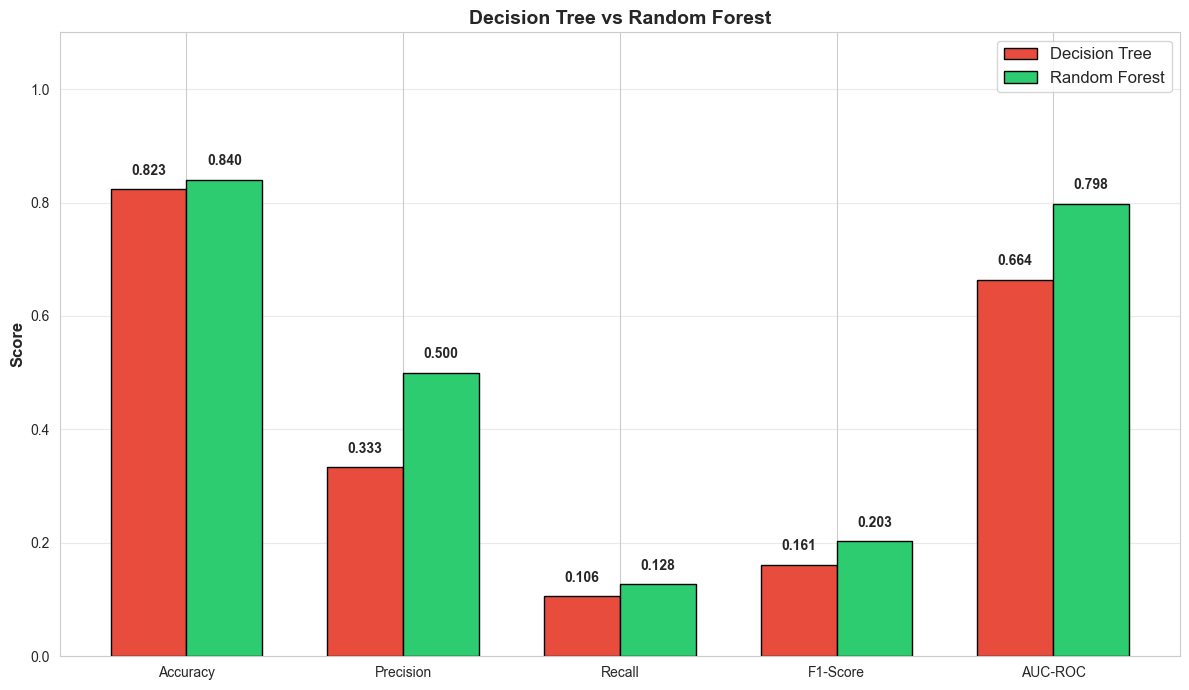 Decision Tree vs Random Forest
Decision Tree
Random Forest
Score
1.0
0.8
0.6
0.4
0.2
0.0
0.823
0.840
0.333
0.500
0.106
0.128
0.161
0.203
0.664
0.798
Accuracy
Precision
Recall
F1-Score
AUC-ROC